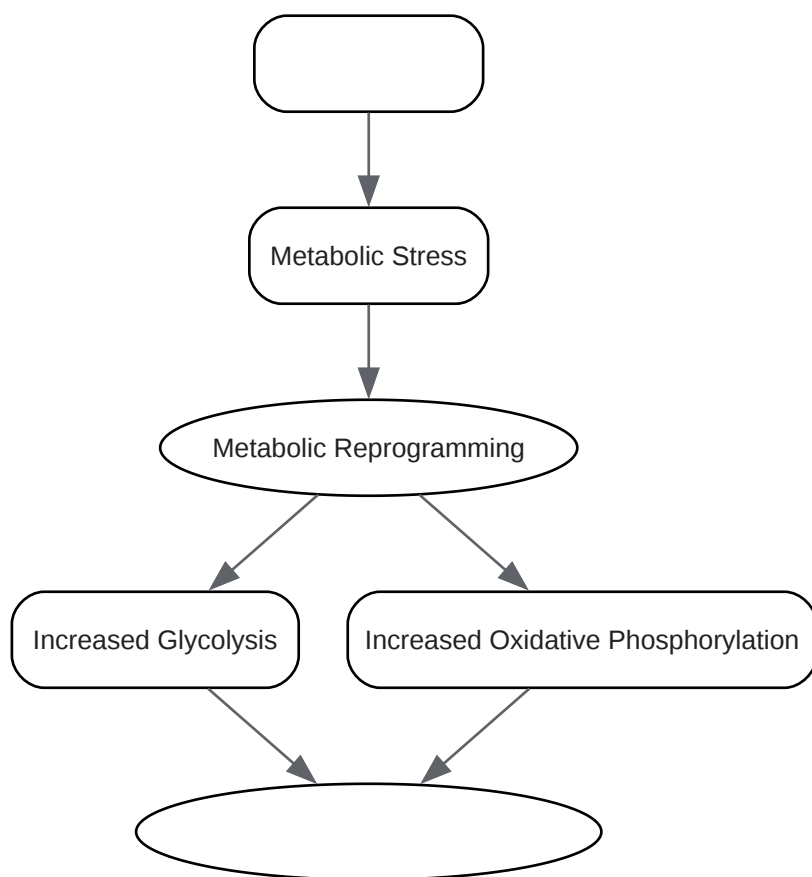 Metabolic Stress
Metabolic Reprogramming
Increased Glycolysis
Increased Oxidative Phosphorylation